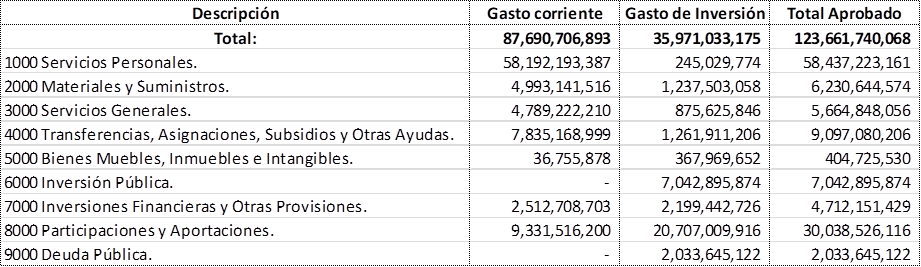 Descripción Gasto corriente Gasto de Inversión Total Aprobado
Total: 87,690,706,893 35,971,033,175 123,661,740,068
1000 Servicios Personales. 58,192,193,387 245,029,774 58,437,223,161
2000 Materiales y Suministros. 4,993,141,516 1,237,503,058 6,230,644,574
3000 Servicios Generales. 4,789,222,210 875,625,846 5,664,848,056
4000 Transferencias, Asignaciones, Subsidios y Otras Ayudas. 7,835,168,999 1,261,911,206 9,097,080,206
5000 Bienes Muebles, Inmuebles e Intangibles. 36,755,878 367,969,652 404,725,530
6000 Inversión Pública. - 7,042,895,874 7,042,895,874
7000 Inversiones Financieras y Otras Provisiones. 2,512,708,703 2,199,442,726 4,712,151,429
8000 Participaciones y Aportaciones. 9,331,516,200 20,707,009,916 30,038,526,116
9000 Deuda Pública. - 2,033,645,122 2,033,645,122